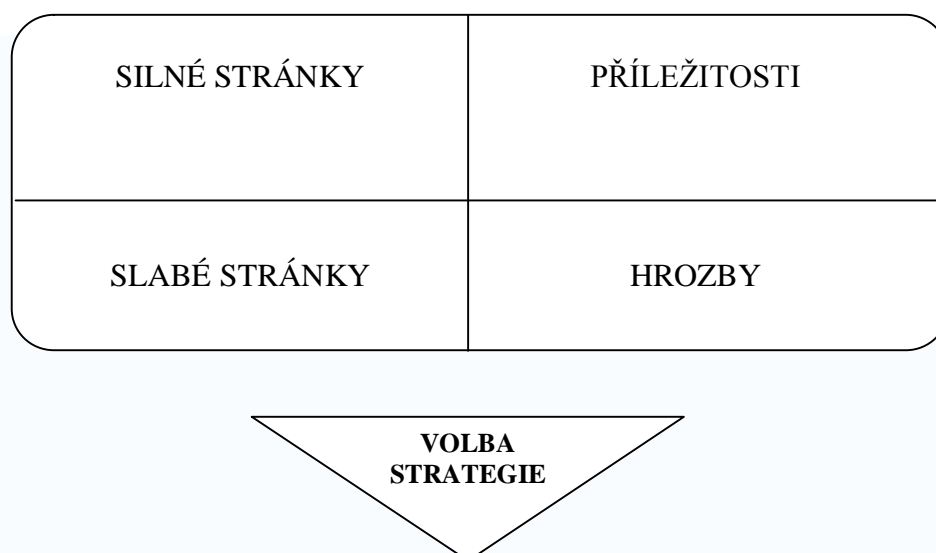 SILNÉ STRÁNKY
PŘÍLEŽITOSTI
SLABÉ STRÁNKY
HROZBY
VOLBA
STRATEGIE